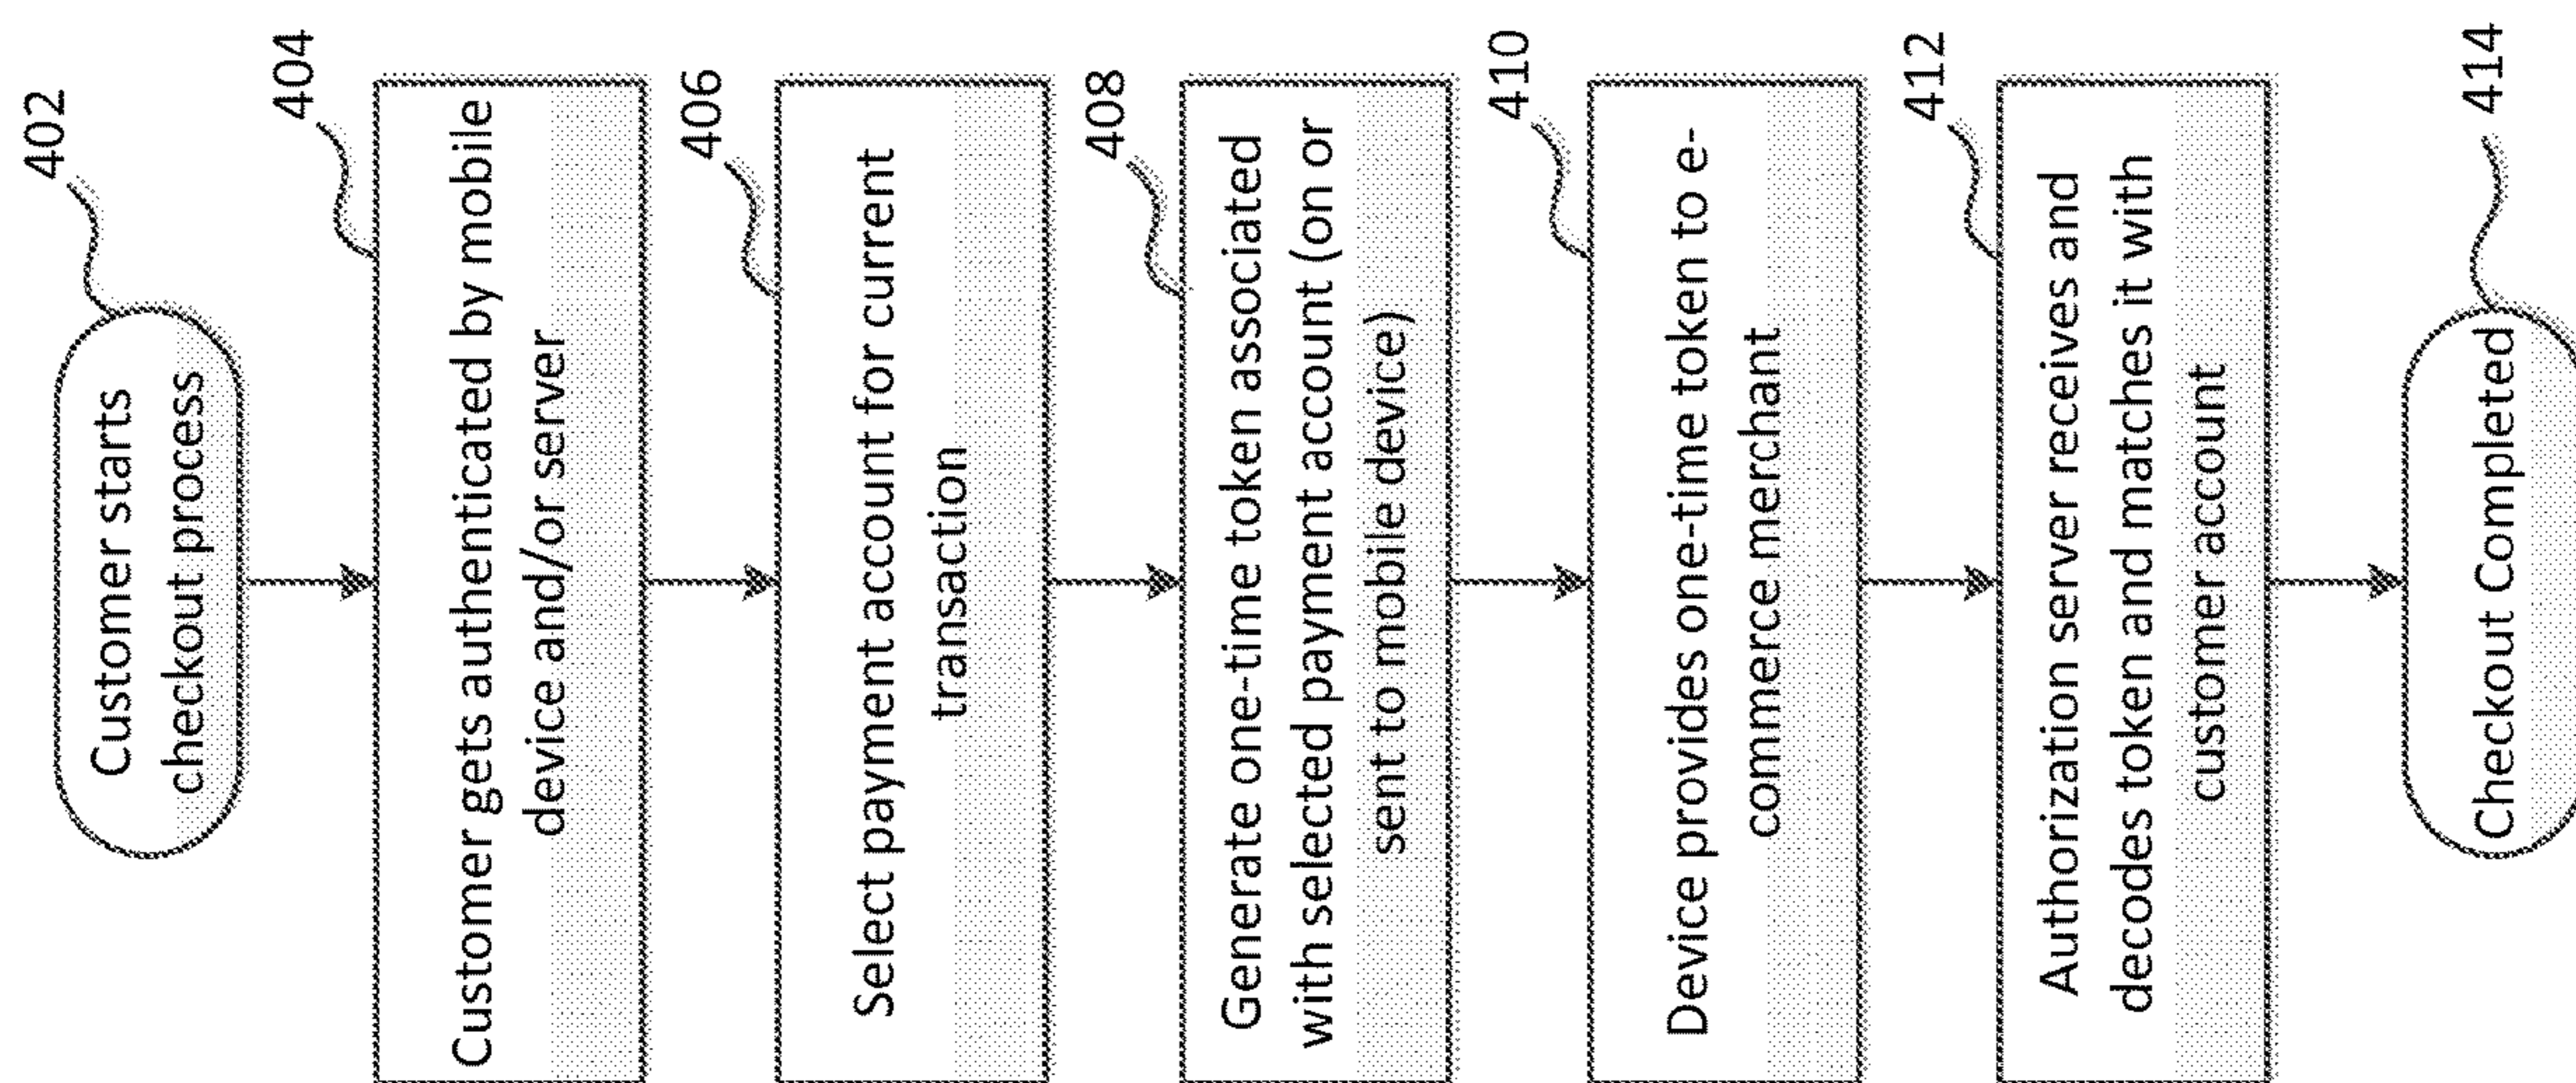 402
Customer starts
checkout process
404
Customer gets authenticated by mobile
device and/or server
406
Select payment account for current
transaction
408
Generate one-time token associated
with selected payment account (on or
sent to mobile device)
410
Device provides one-time token to e-
commerce merchant
412
Authorization server receives and
decodes token and matches it with
customer account
414
Checkout Completed